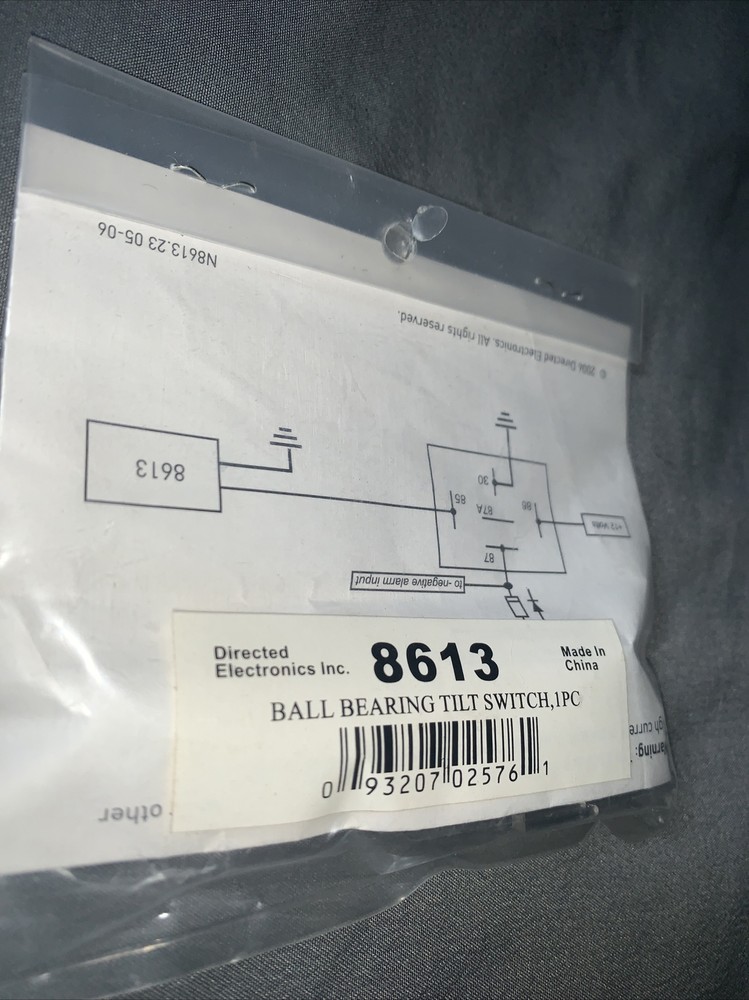 N8613.23 05-06
© 2006 Directed Electronics. All rights reserved.
8613
30
85
87A
86
87
+12 Volts
to -negative alarm input
Directed
Electronics Inc.
8613
Made In
China
BALL BEARING TILT SWITCH,1PC
0 93207 02576 1
other